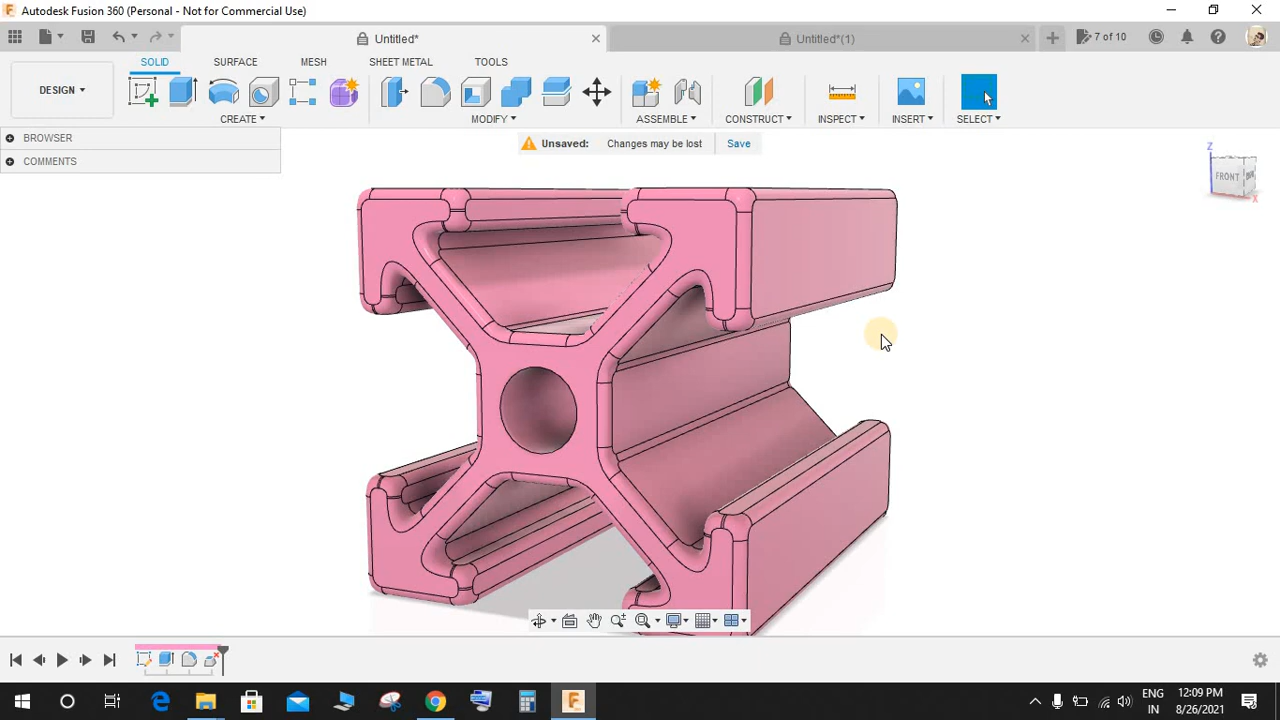 Autodesk Fusion 360 (Personal - Not for Commercial Use)
Untitled*
Untitled*(1)
7 of 10
SOLID
SURFACE
MESH
SHEET METAL
TOOLS
DESIGN
CREATE
MODIFY
ASSEMBLE
CONSTRUCT
INSPECT
INSERT
SELECT
BROWSER
Unsaved: Changes may be lost Save
COMMENTS
Z
FRONT
X
ENG
IN
12:09 PM
8/26/2021